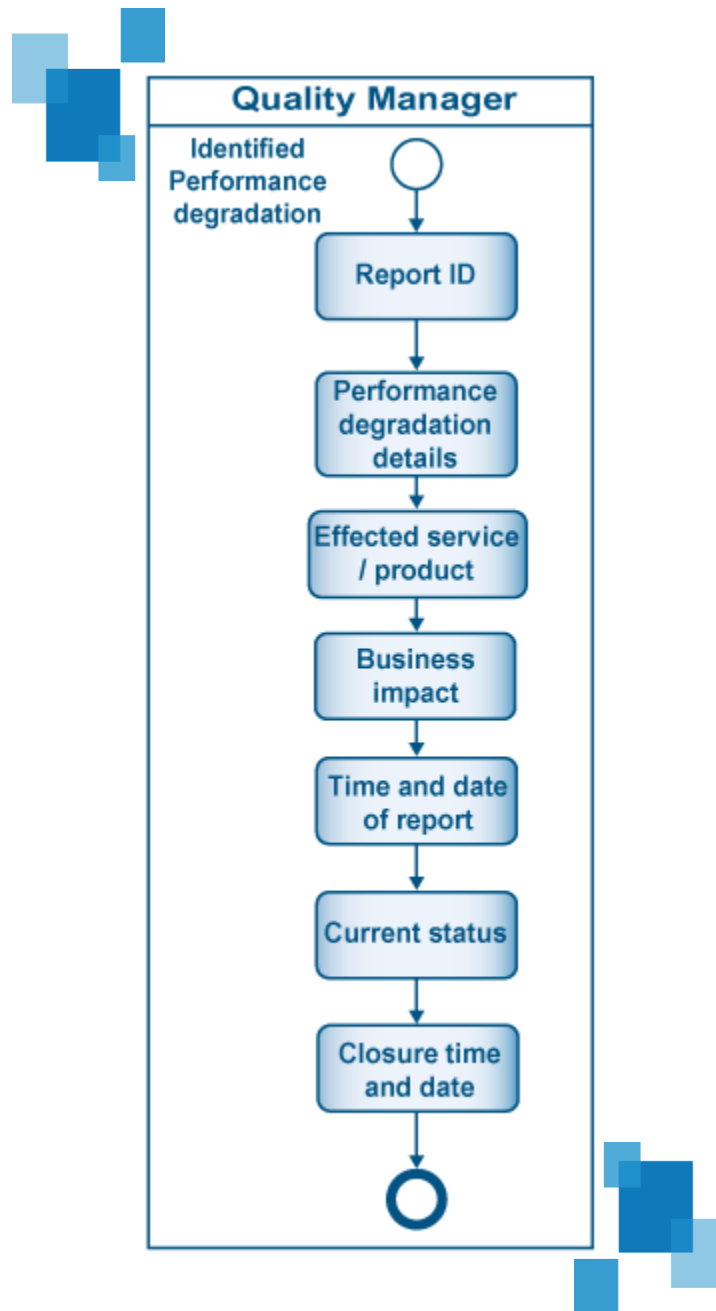 Quality Manager
Identified
Performance
degradation
Report ID
Performance
degradation
details
Effected service
/ product
Business
impact
Time and date
of report
Current status
Closure time
and date